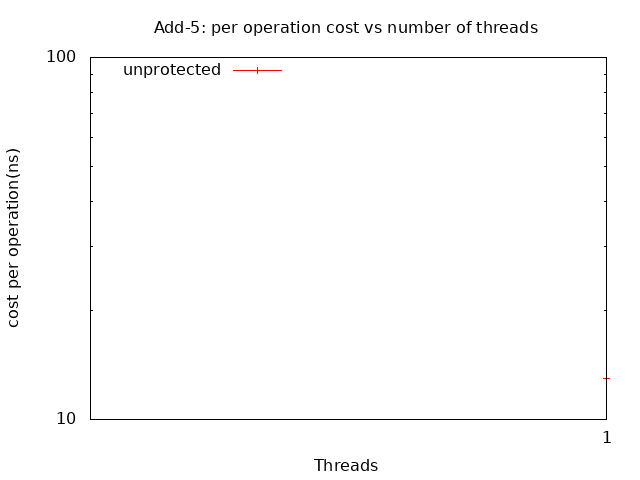 Add-5: per operation cost vs number of threads
100
unprotected
cost per operation(ns)
10
1
Threads